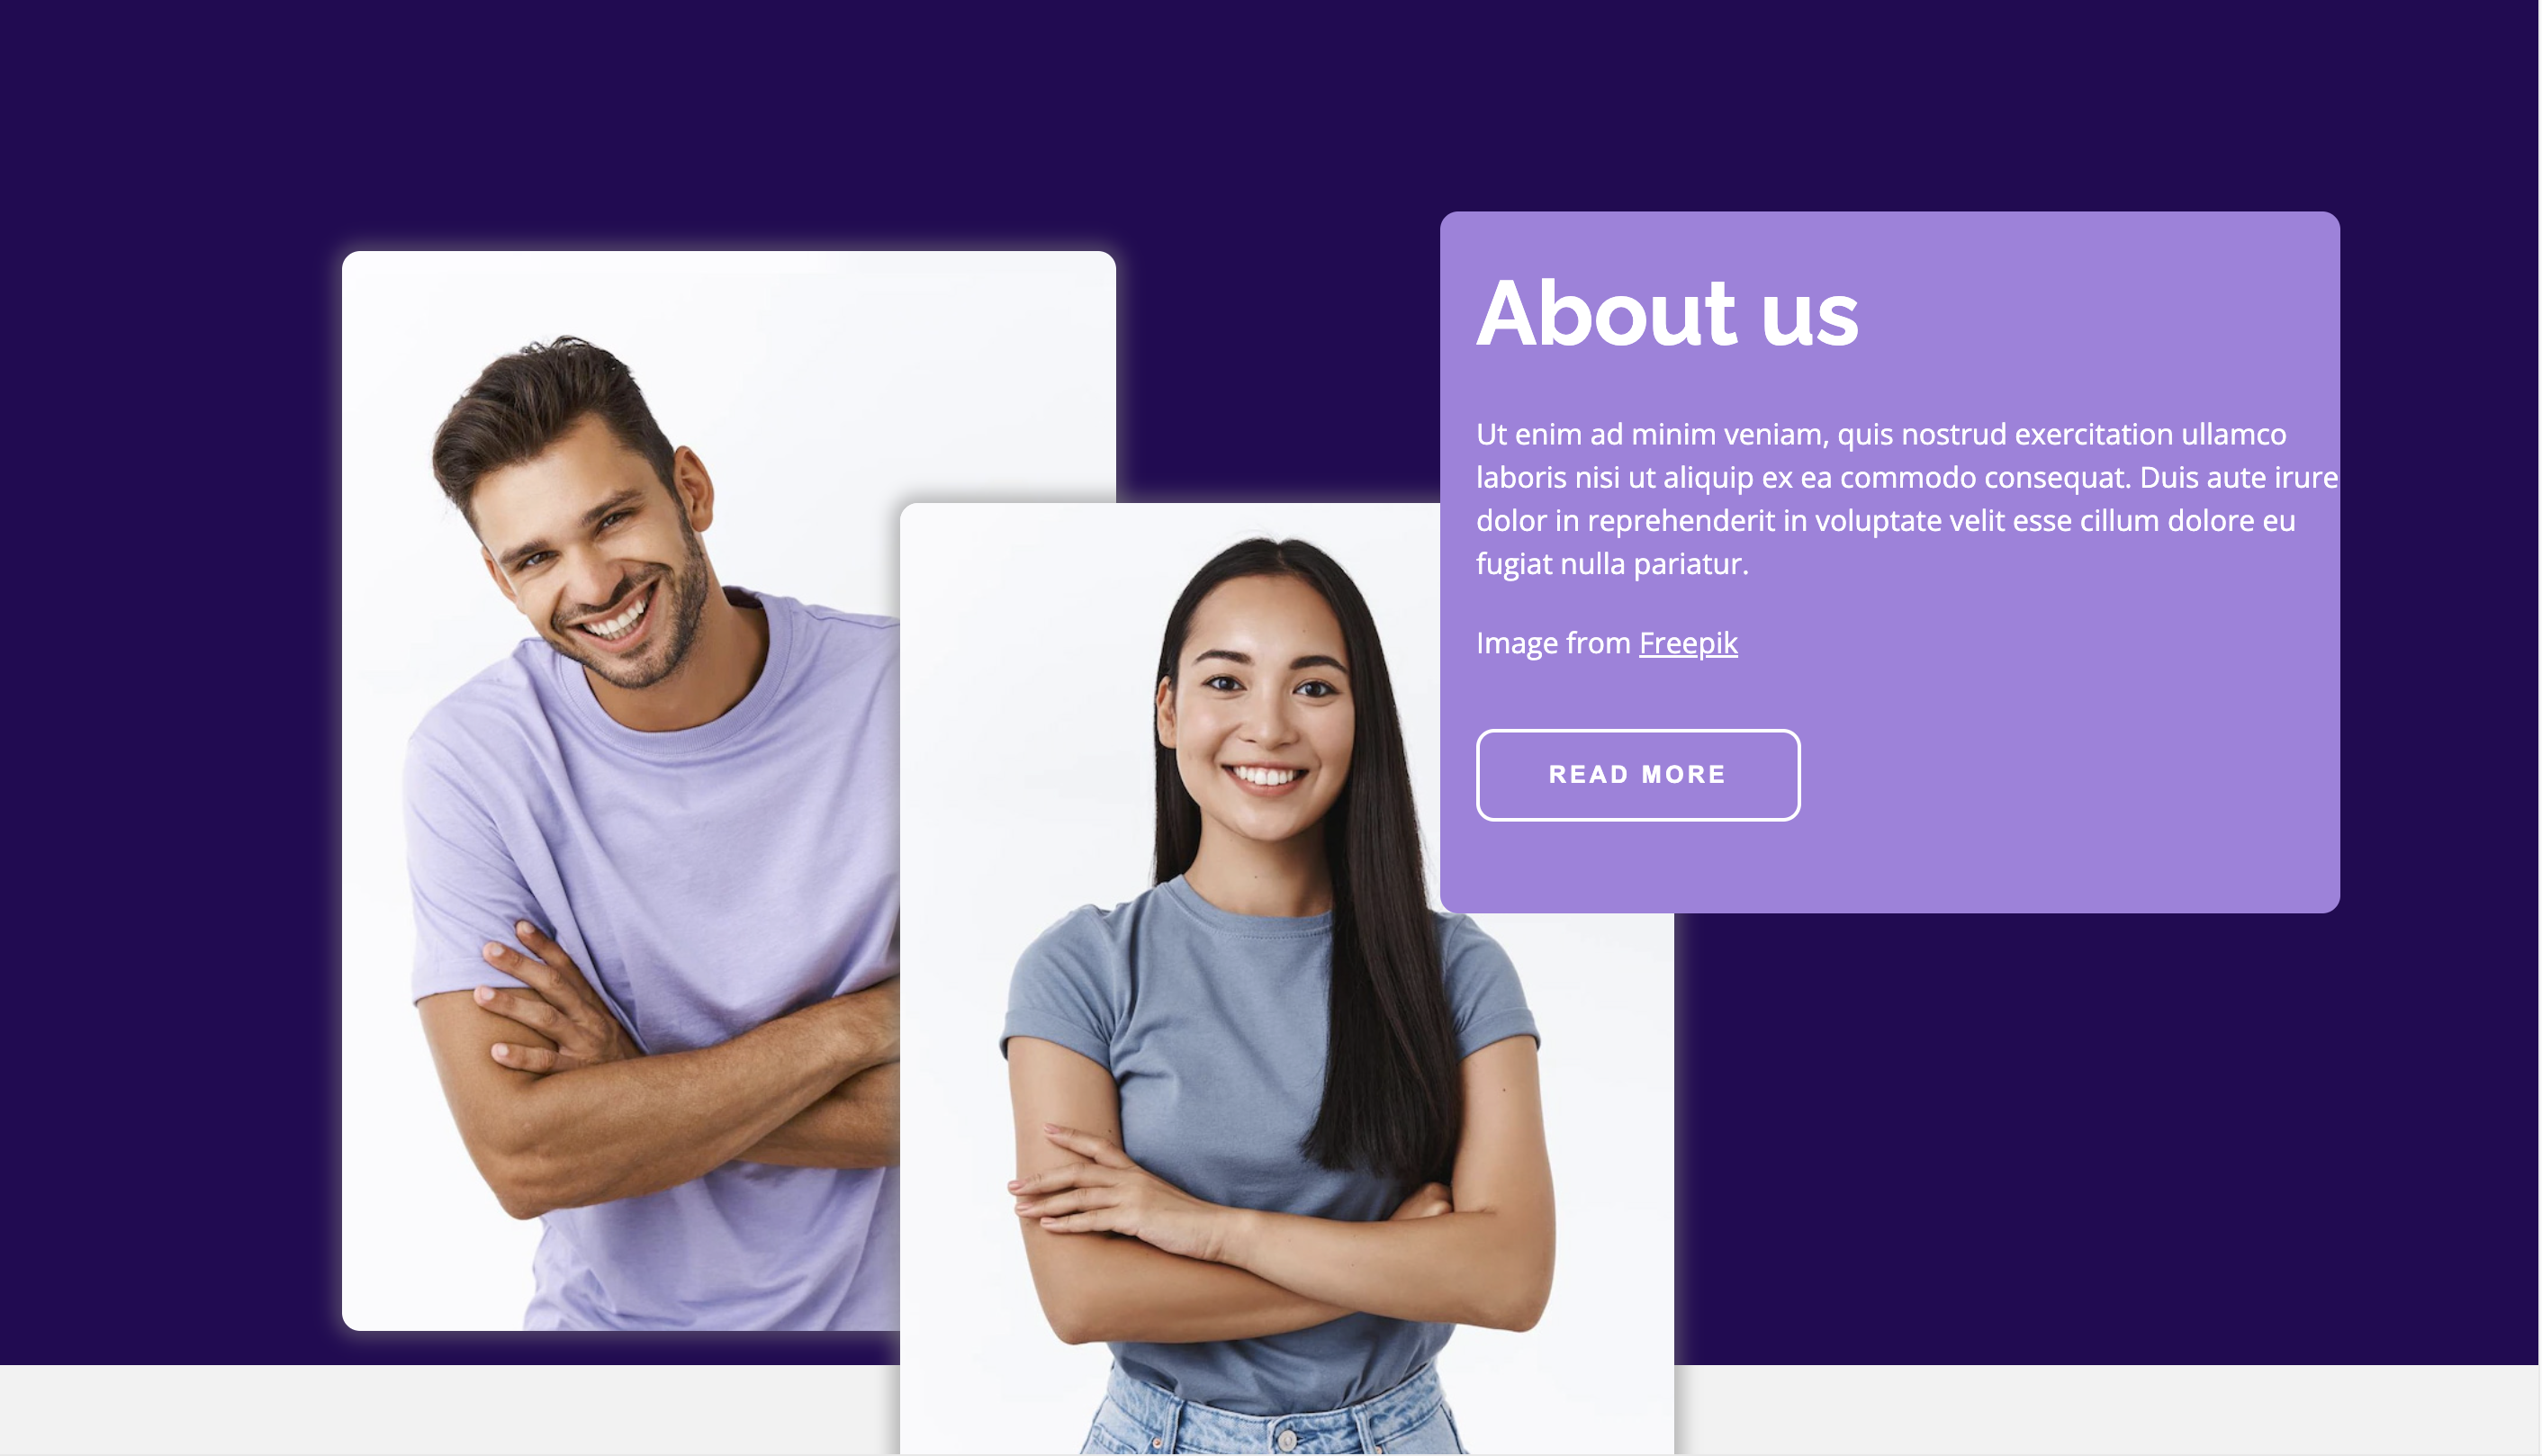 About us
Ut enim ad minim veniam, quis nostrud exercitation ullamco
laboris nisi ut aliquip ex ea commodo consequat. Duis aute irure
dolor in reprehenderit in voluptate velit esse cillum dolore eu
fugiat nulla pariatur.
Image from Freepik
READ MORE